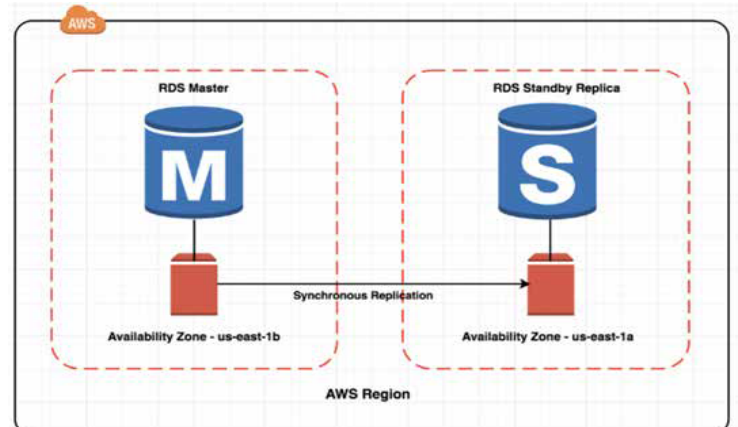 AWS
RDS Master
RDS Standby Replica
M
S
Synchronous Replication
Availability Zone - us-east-1b
Availability Zone - us-east-1a
AWS Region